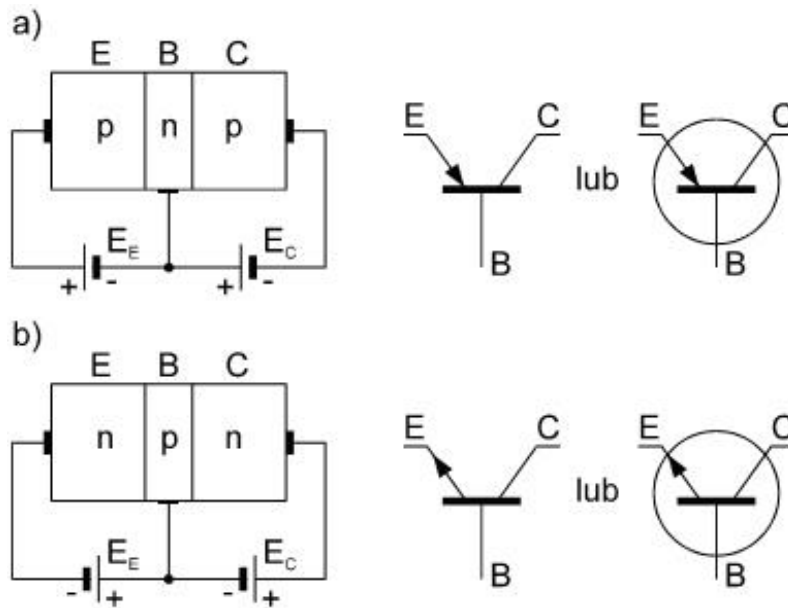 a)
E B C
p n p
E_E E_C
+ - + -
E C
B
lub
E C
B
b)
E B C
n p n
E_E E_C
- + - +
E C
B
lub
E C
B